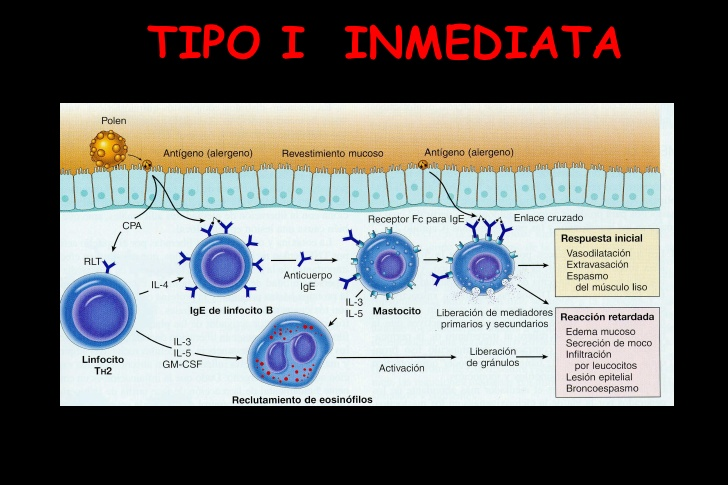 TIPO I INMEDIATA
Polen
Antígeno (alergeno)
Revestimiento mucoso
Antígeno (alergeno)
CPA
Receptor Fc para IgE
Enlace cruzado
RLT
IL-4
IgE de linfocito B
Anticuerpo
IgE
IL-3
IL-5
Mastocito
Liberación de mediadores
primarios y secundarios
Respuesta inicial
Vasodilatación
Extravasación
Espasmo
del músculo liso
Linfocito
TH2
IL-3
IL-5
GM-CSF
Reclutamiento de eosinófilos
Activación
Liberación
de gránulos
Reacción retardada
Edema mucoso
Secreción de moco
Infiltración
por leucocitos
Lesión epitelial
Broncoespasmo